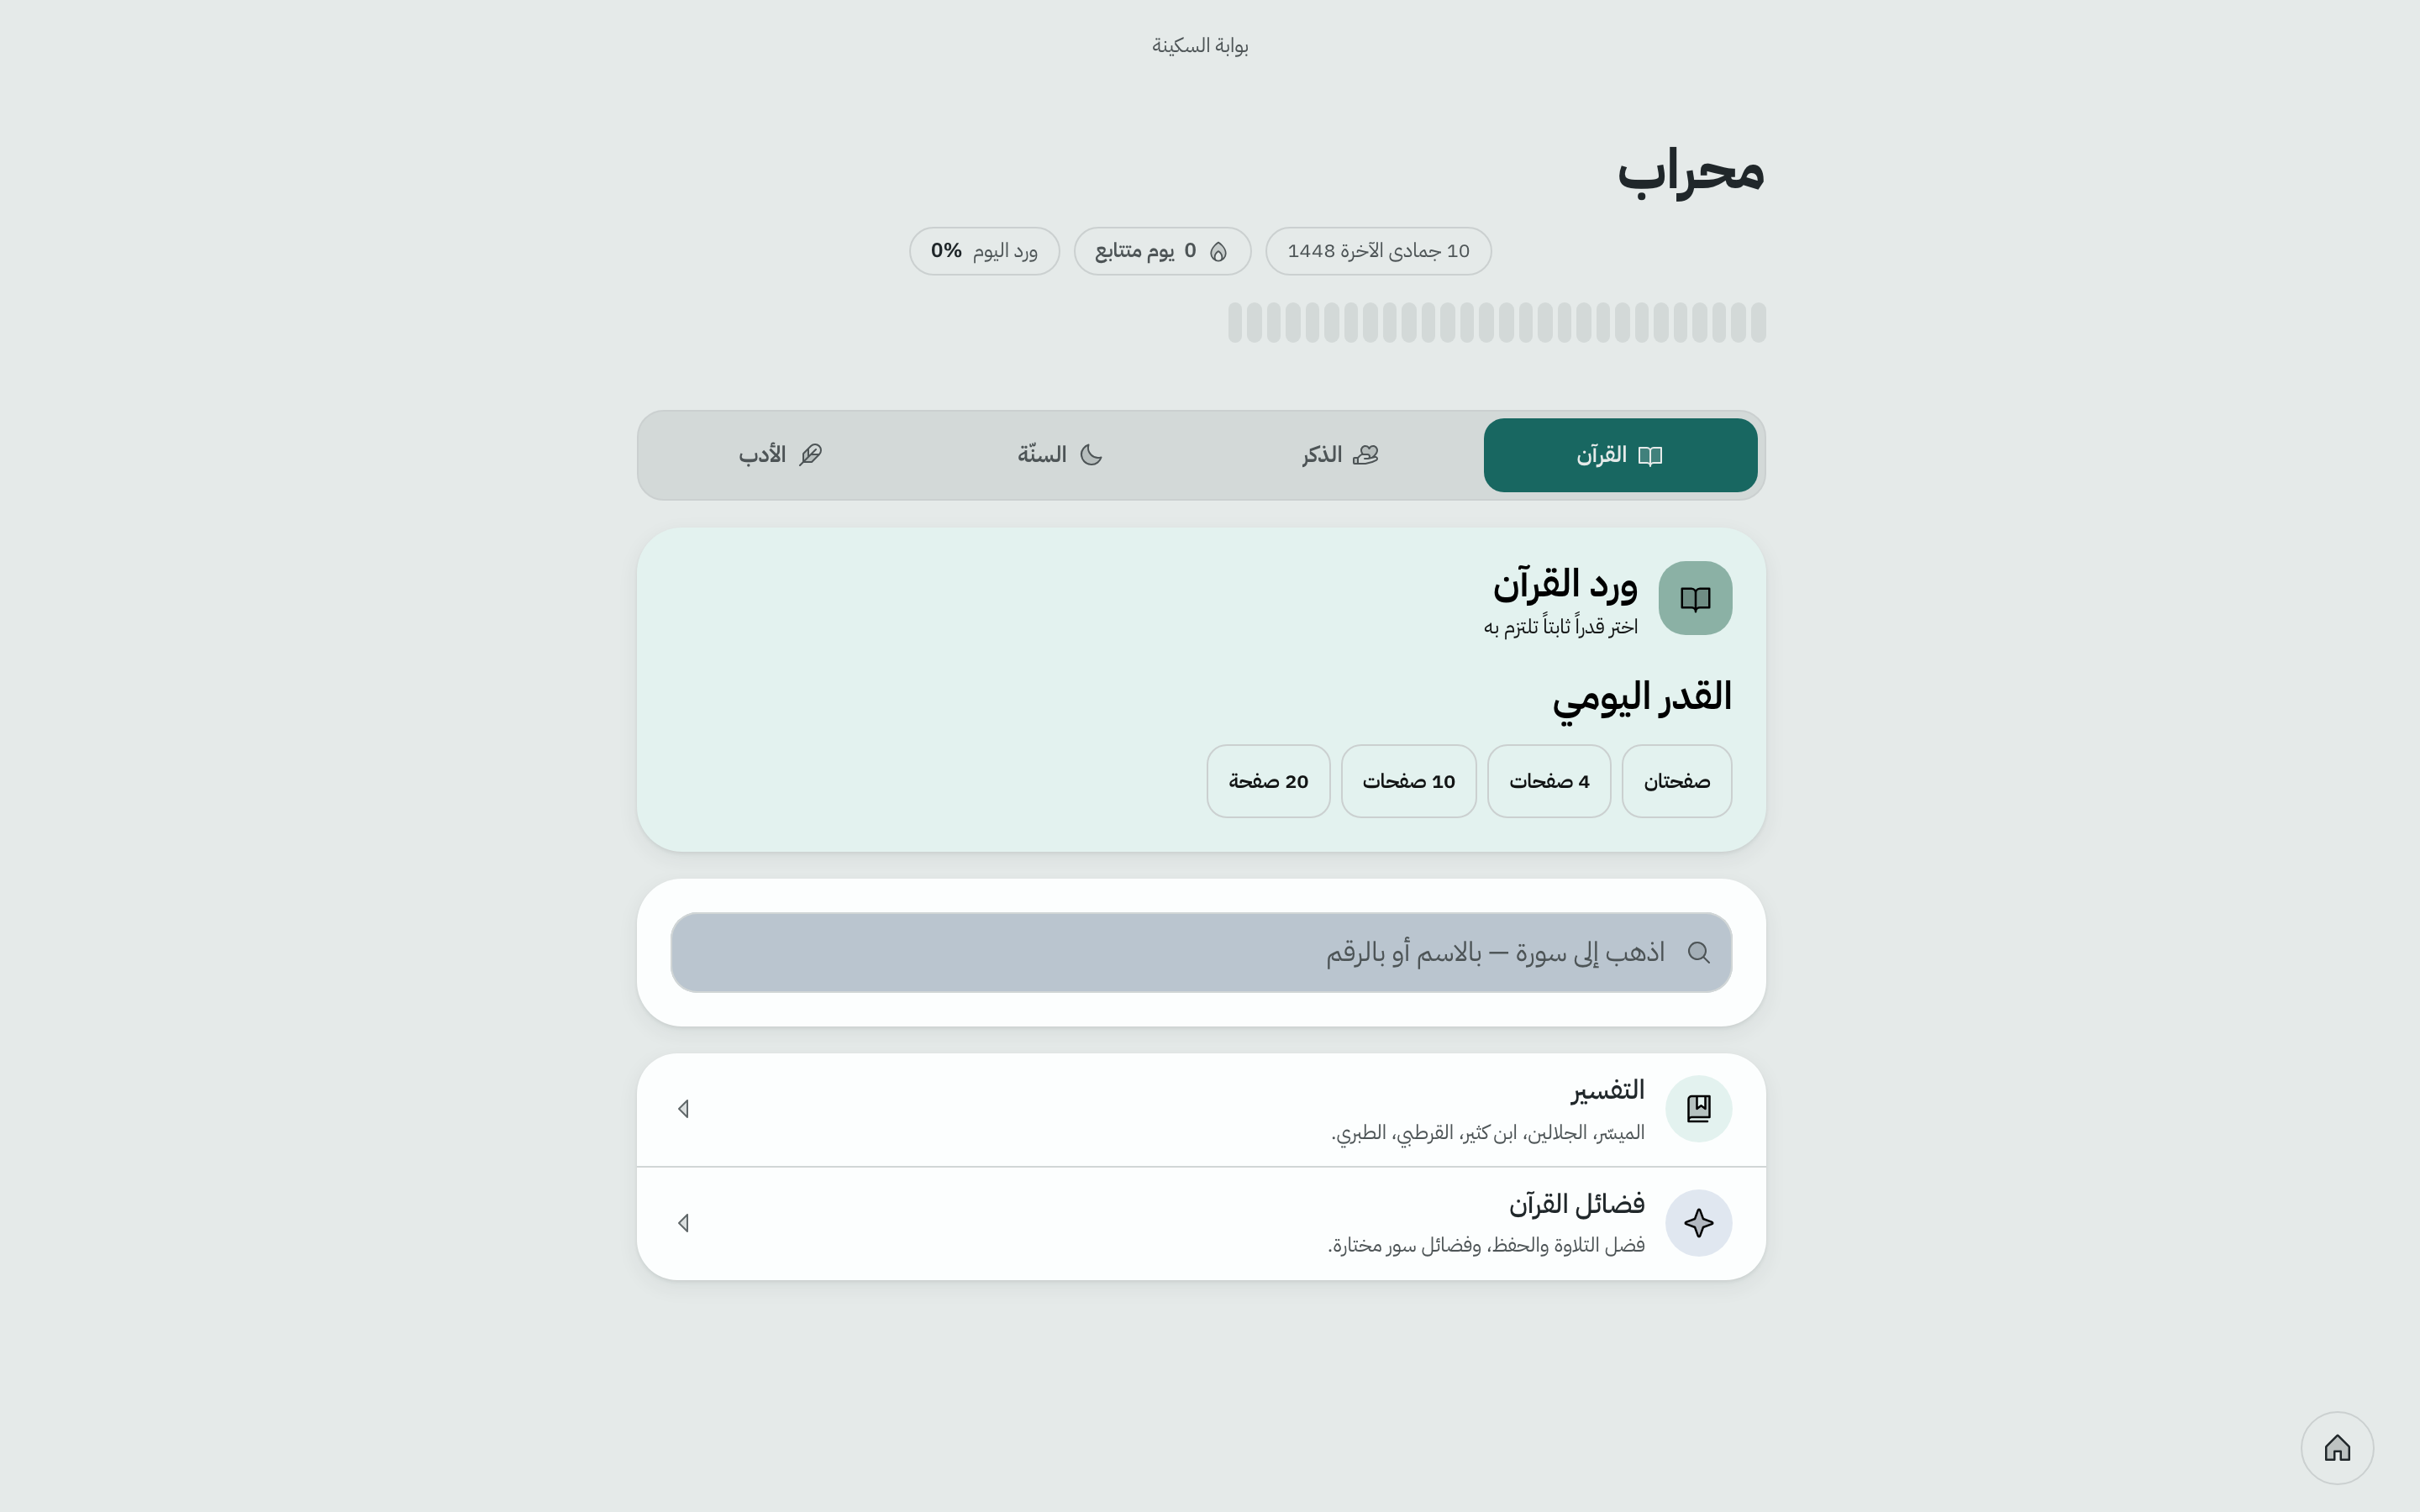 بوابة السكينة
محراب
10 جمادى الآخرة 1448
0 يوم متتابع
ورد اليوم 0%
القرآن
الذكر
السنّة
الأدب
ورد القرآن
اختر قدراً ثابتاً تلتزم به
القدر اليومي
صفحتان
4 صفحات
10 صفحات
20 صفحة
اذهب إلى سورة — بالاسم أو بالرقم
التفسير
الميسّر، الجلالين، ابن كثير، القرطبي، الطبري.
فضائل القرآن
فضل التلاوة والحفظ، وفضائل سور مختارة.